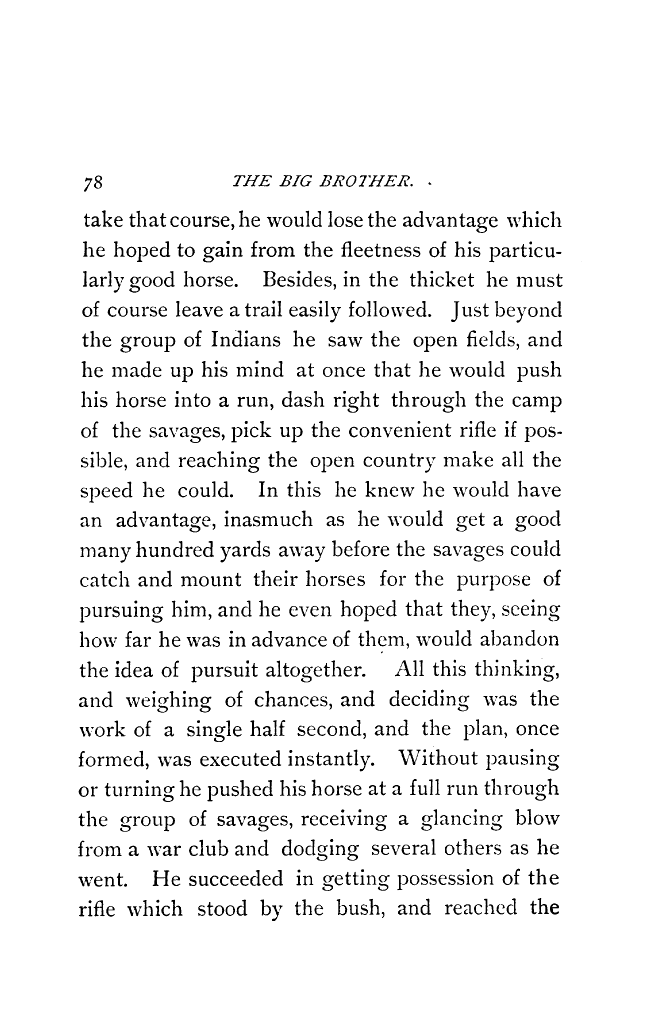 78 THE BIG BROTHER.
take that course, he would lose the advantage which
he hoped to gain from the fleetness of his particu-
larly good horse. Besides, in the thicket he must
of course leave a trail easily followed. Just beyond
the group of Indians he saw the open fields, and
he made up his mind at once that he would push
his horse into a run, dash right through the camp
of the savages, pick up the convenient rifle if pos-
sible, and reaching the open country make all the
speed he could. In this he knew he would have
an advantage, inasmuch as he would get a good
many hundred yards away before the savages could
catch and mount their horses for the purpose of
pursuing him, and he even hoped that they, seeing
how far he was in advance of them, would abandon
the idea of pursuit altogether. All this thinking,
and weighing of chances, and deciding was the
work of a single half second, and the plan, once
formed, was executed instantly. Without pausing
or turning he pushed his horse at a full run through
the group of savages, receiving a glancing blow
from a war club and dodging several others as he
went. He succeeded in getting possession of the
rifle which stood by the bush, and reached the